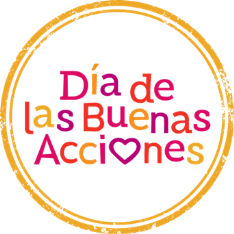 Día de
las Buenas
Acciones